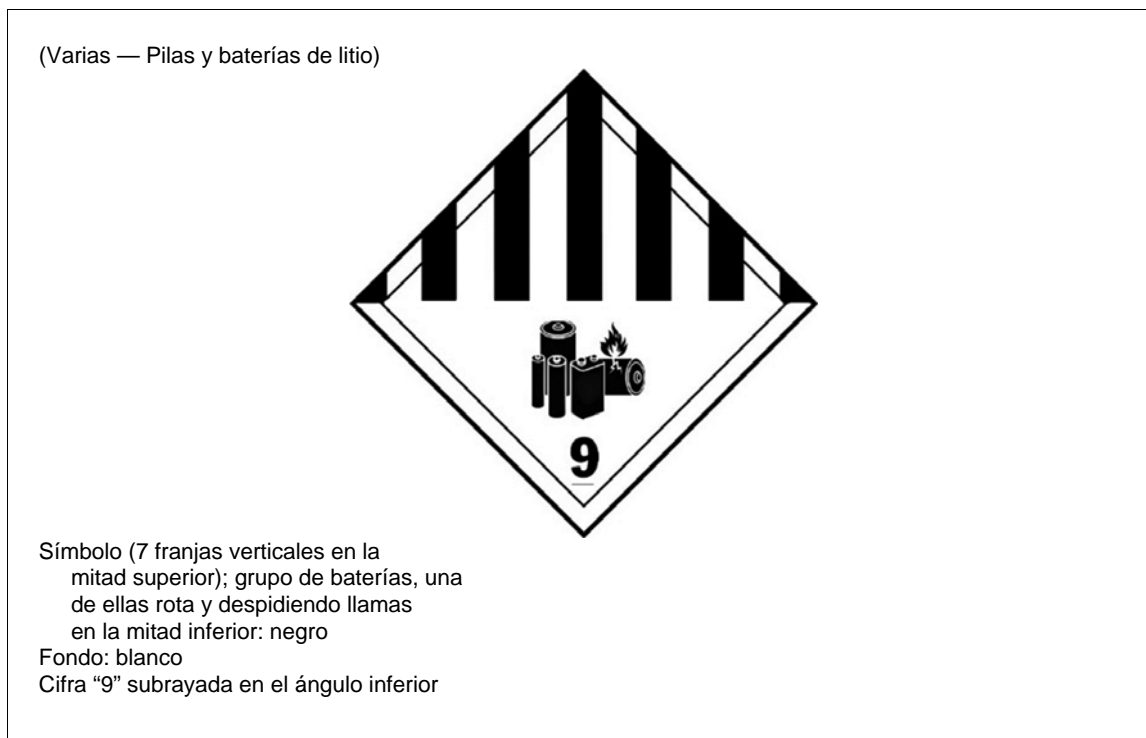 (Varias — Pilas y baterías de litio)
9
Símbolo (7 franjas verticales en la
mitad superior); grupo de baterías, una
de ellas rota y despidiendo llamas
en la mitad inferior: negro
Fondo: blanco
Cifra “9” subrayada en el ángulo inferior